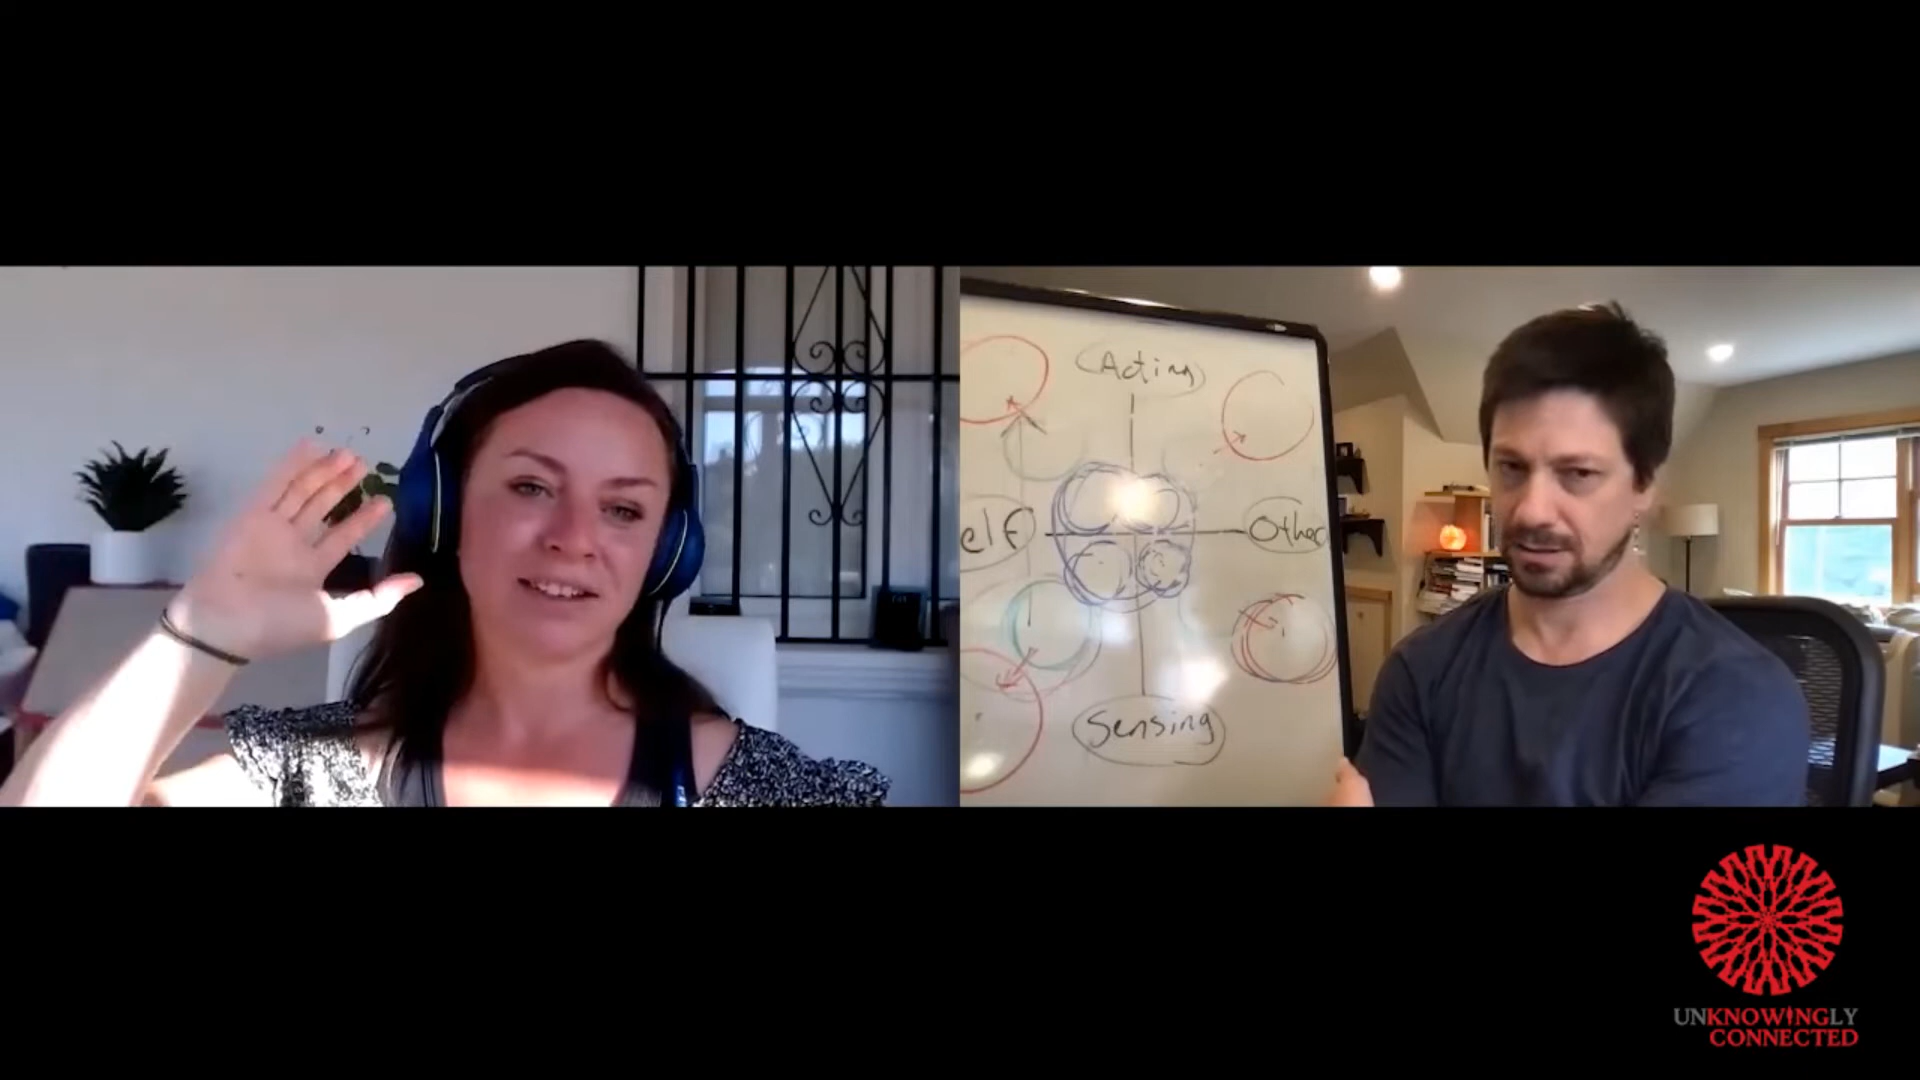 Acting
elf
Other
Sensing
UNKNOWINGLY
CONNECTED